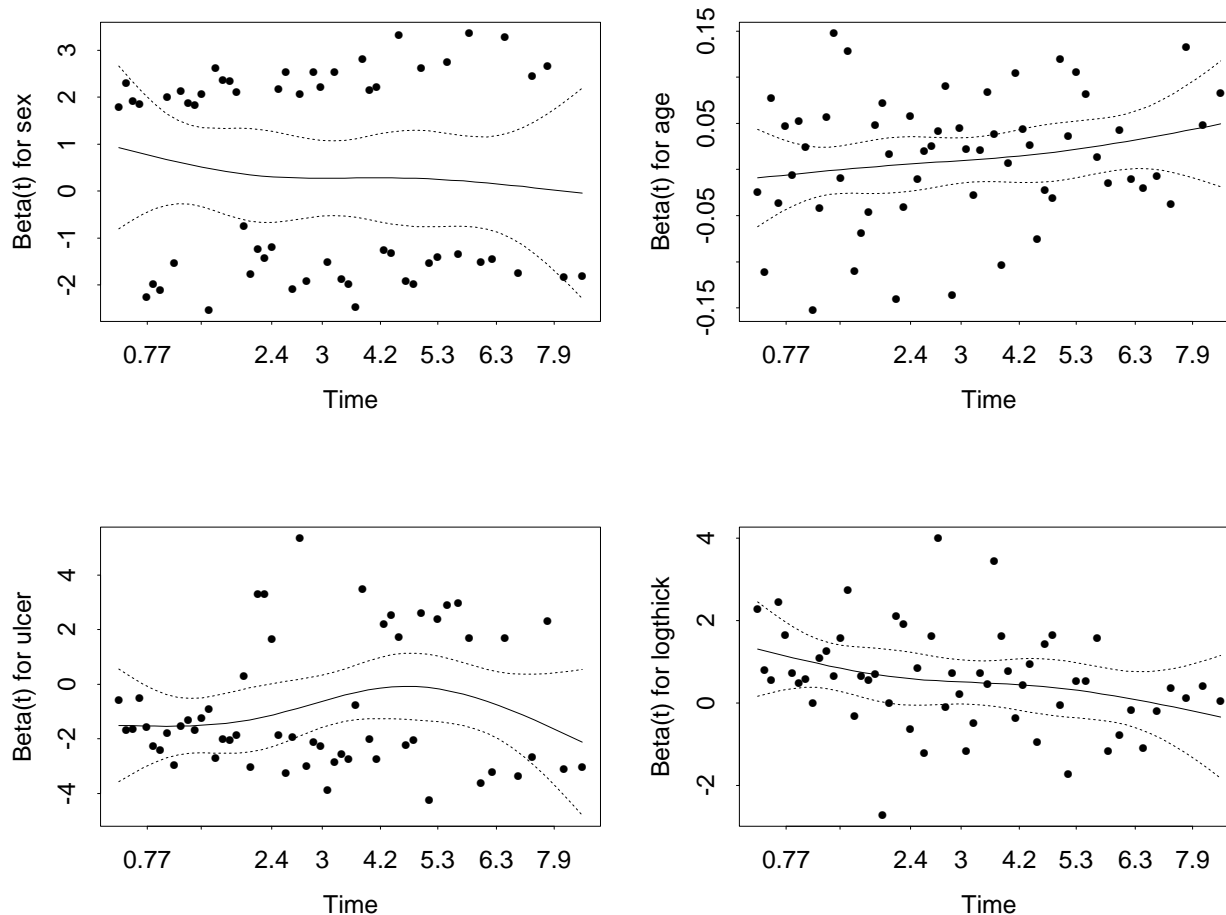 Beta(t) for sex
3
2
1
0
-1
-2
0.77 2.4 3 4.2 5.3 6.3 7.9
Time
Beta(t) for age
0.15
0.05
-0.05
-0.15
0.77 2.4 3 4.2 5.3 6.3 7.9
Time
Beta(t) for ulcer
4
2
0
-2
-4
0.77 2.4 3 4.2 5.3 6.3 7.9
Time
Beta(t) for logthick
4
2
0
-2
0.77 2.4 3 4.2 5.3 6.3 7.9
Time